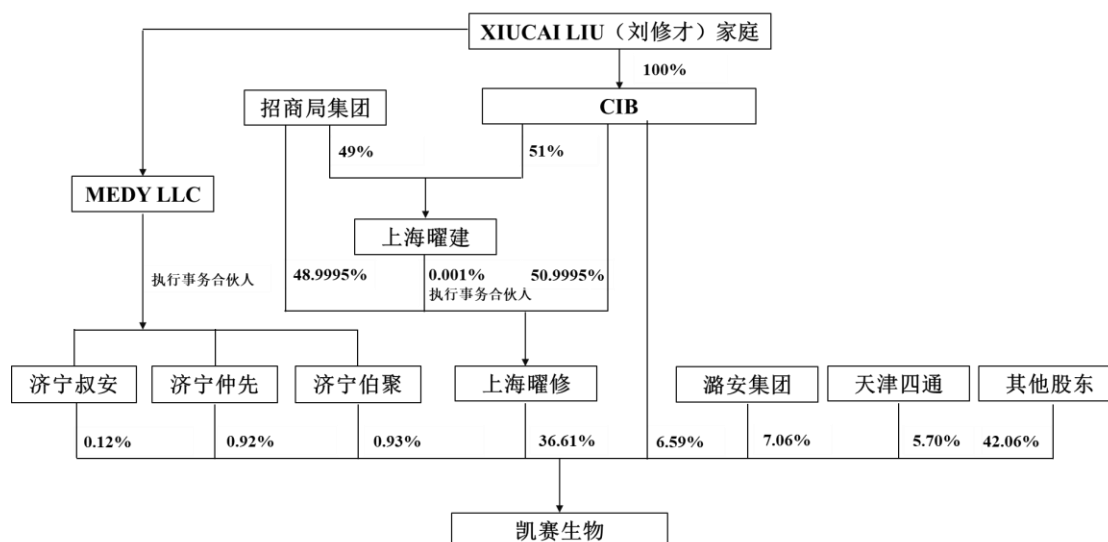 XIUCAI LIU（刘修才）家庭
100%
招商局集团
CIB
49%
51%
MEDY LLC
上海曜建
执行事务合伙人
48.9995%
0.001%
50.9995%
执行事务合伙人
济宁叔安
济宁仲先
济宁伯聚
上海曜修
潞安集团
天津四通
其他股东
0.12%
0.92%
0.93%
36.61%
6.59%
7.06%
5.70%
42.06%
凯赛生物